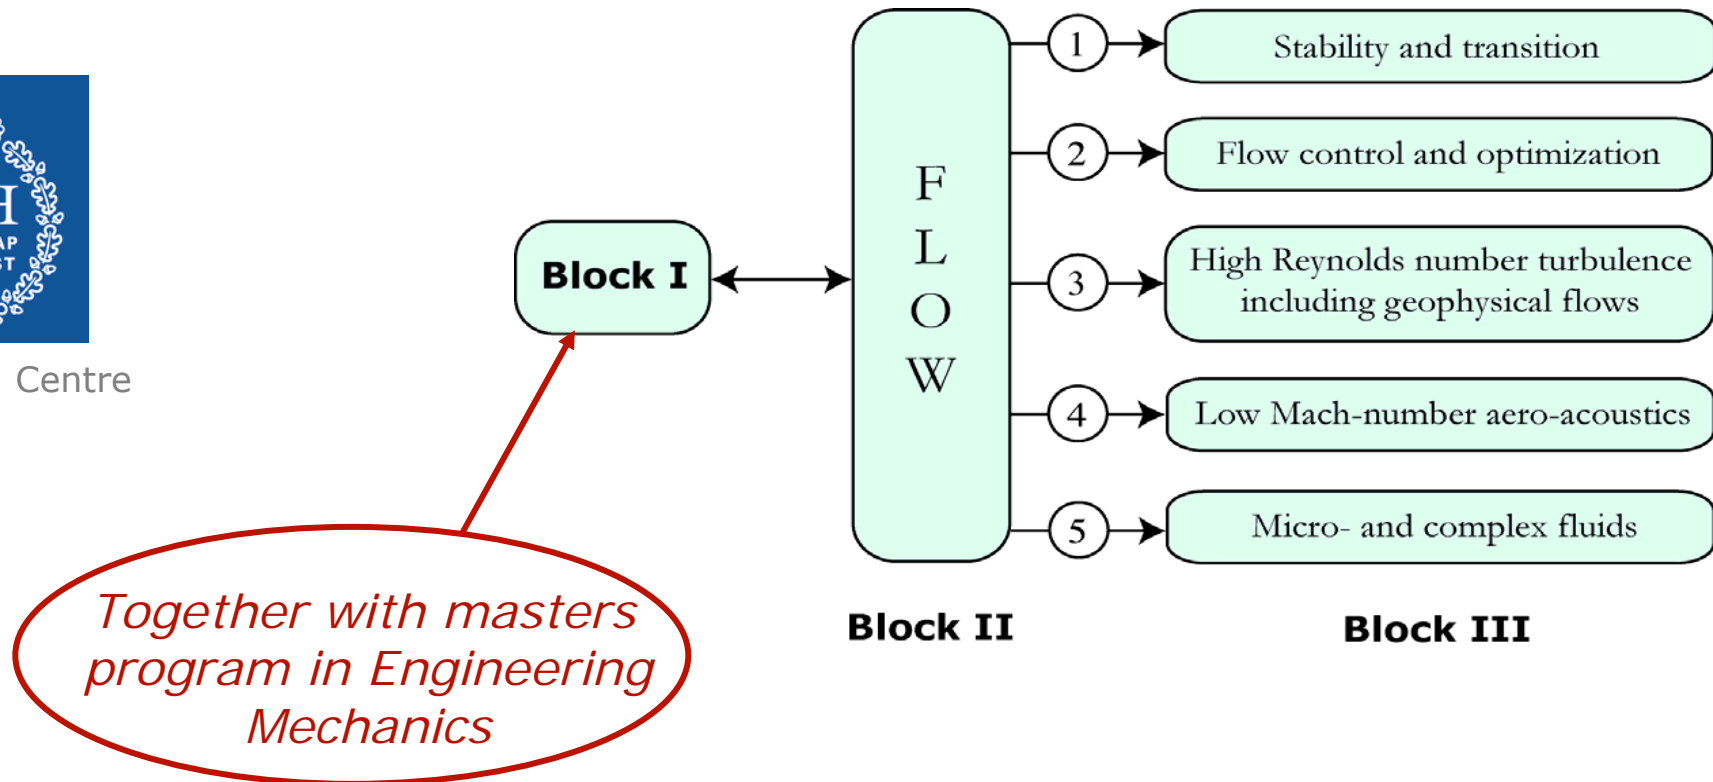 1
Stability and transition
2
Flow control and optimization
F
L
O
W
Block I
3
High Reynolds number turbulence
including geophysical flows
Centre
4
Low Mach-number aero-acoustics
5
Micro- and complex fluids
Together with masters
program in Engineering
Mechanics
Block II
Block III